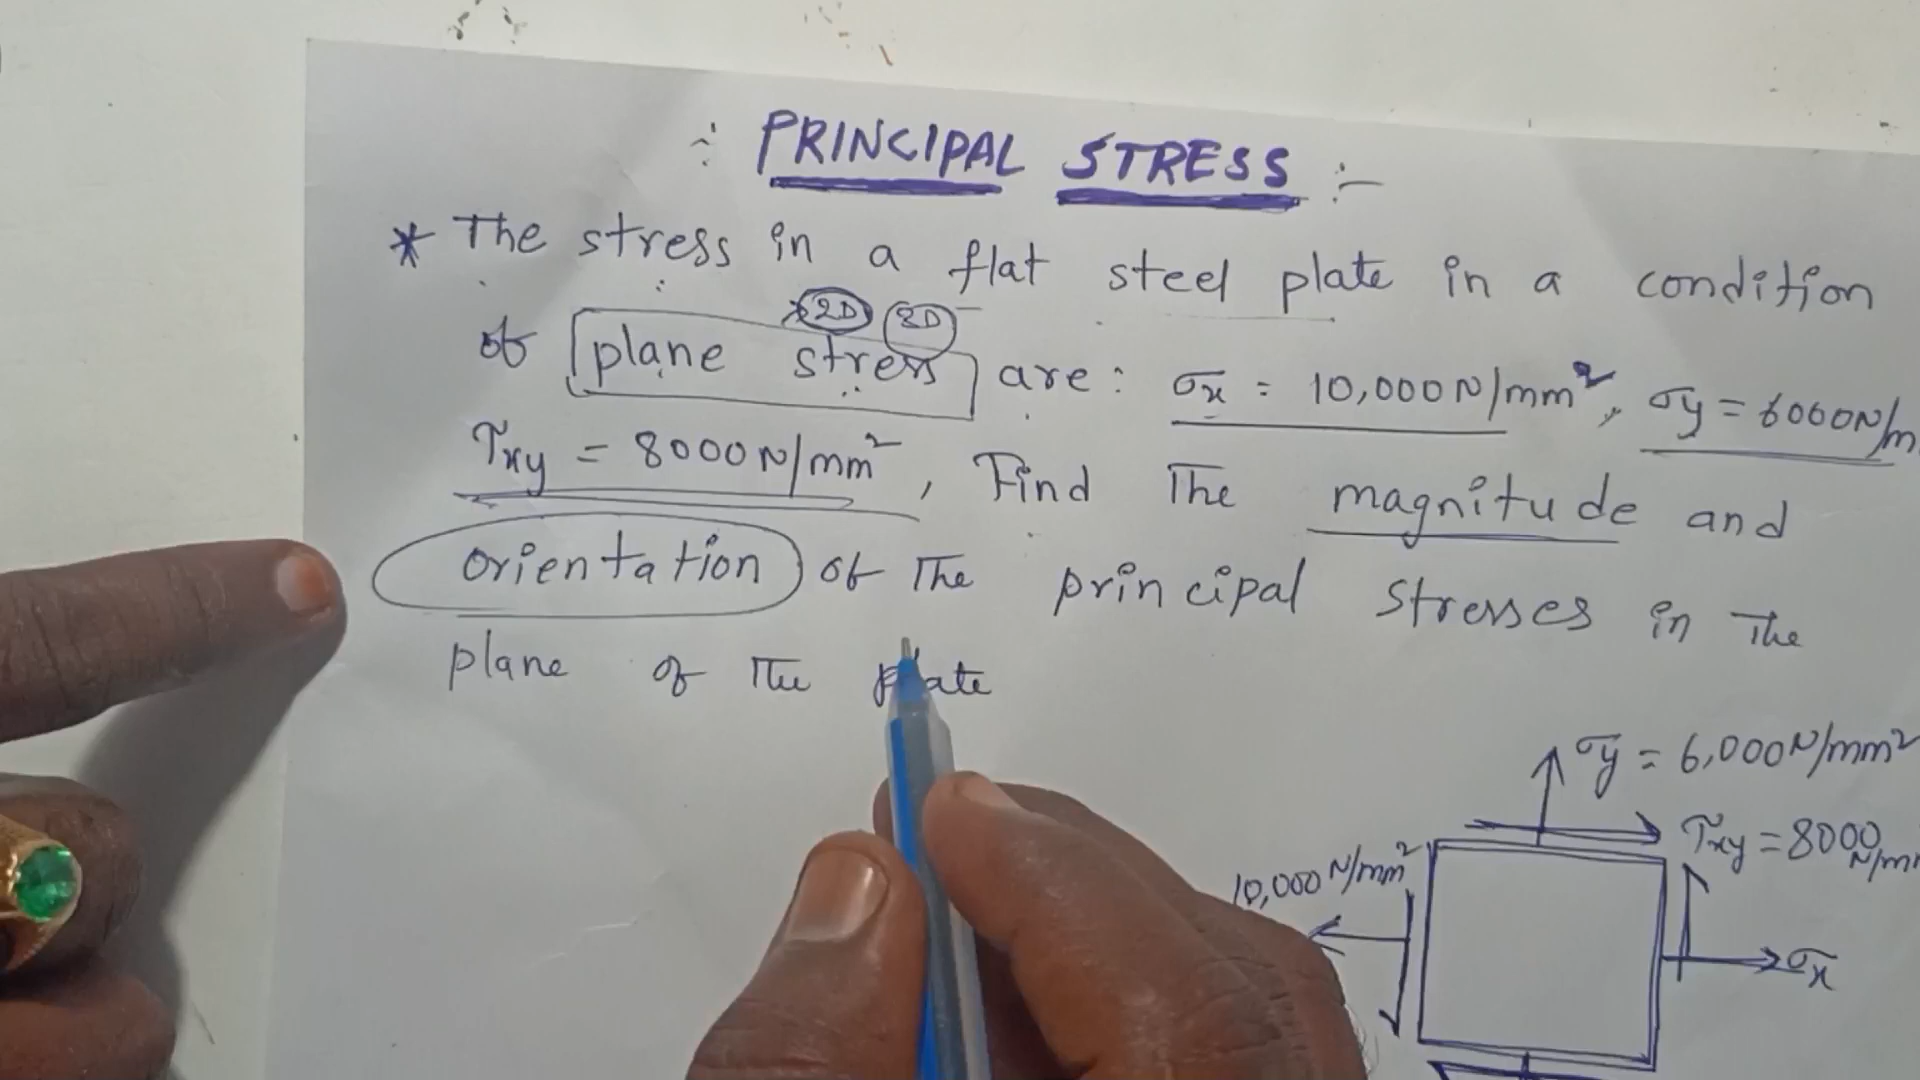 :- PRINCIPAL STRESS :-
* The stress in a flat steel plate in a condition
2D 3D
of plane stress are: σx = 10,000 N/mm², σy = 6000 N/m
τxy = 8000 N/mm², Find The magnitude and
orientation of The principal stresses in The
plane of The plate
σy = 6,000 N/mm²
τxy = 8000 N/m
10,000 N/mm²
σx